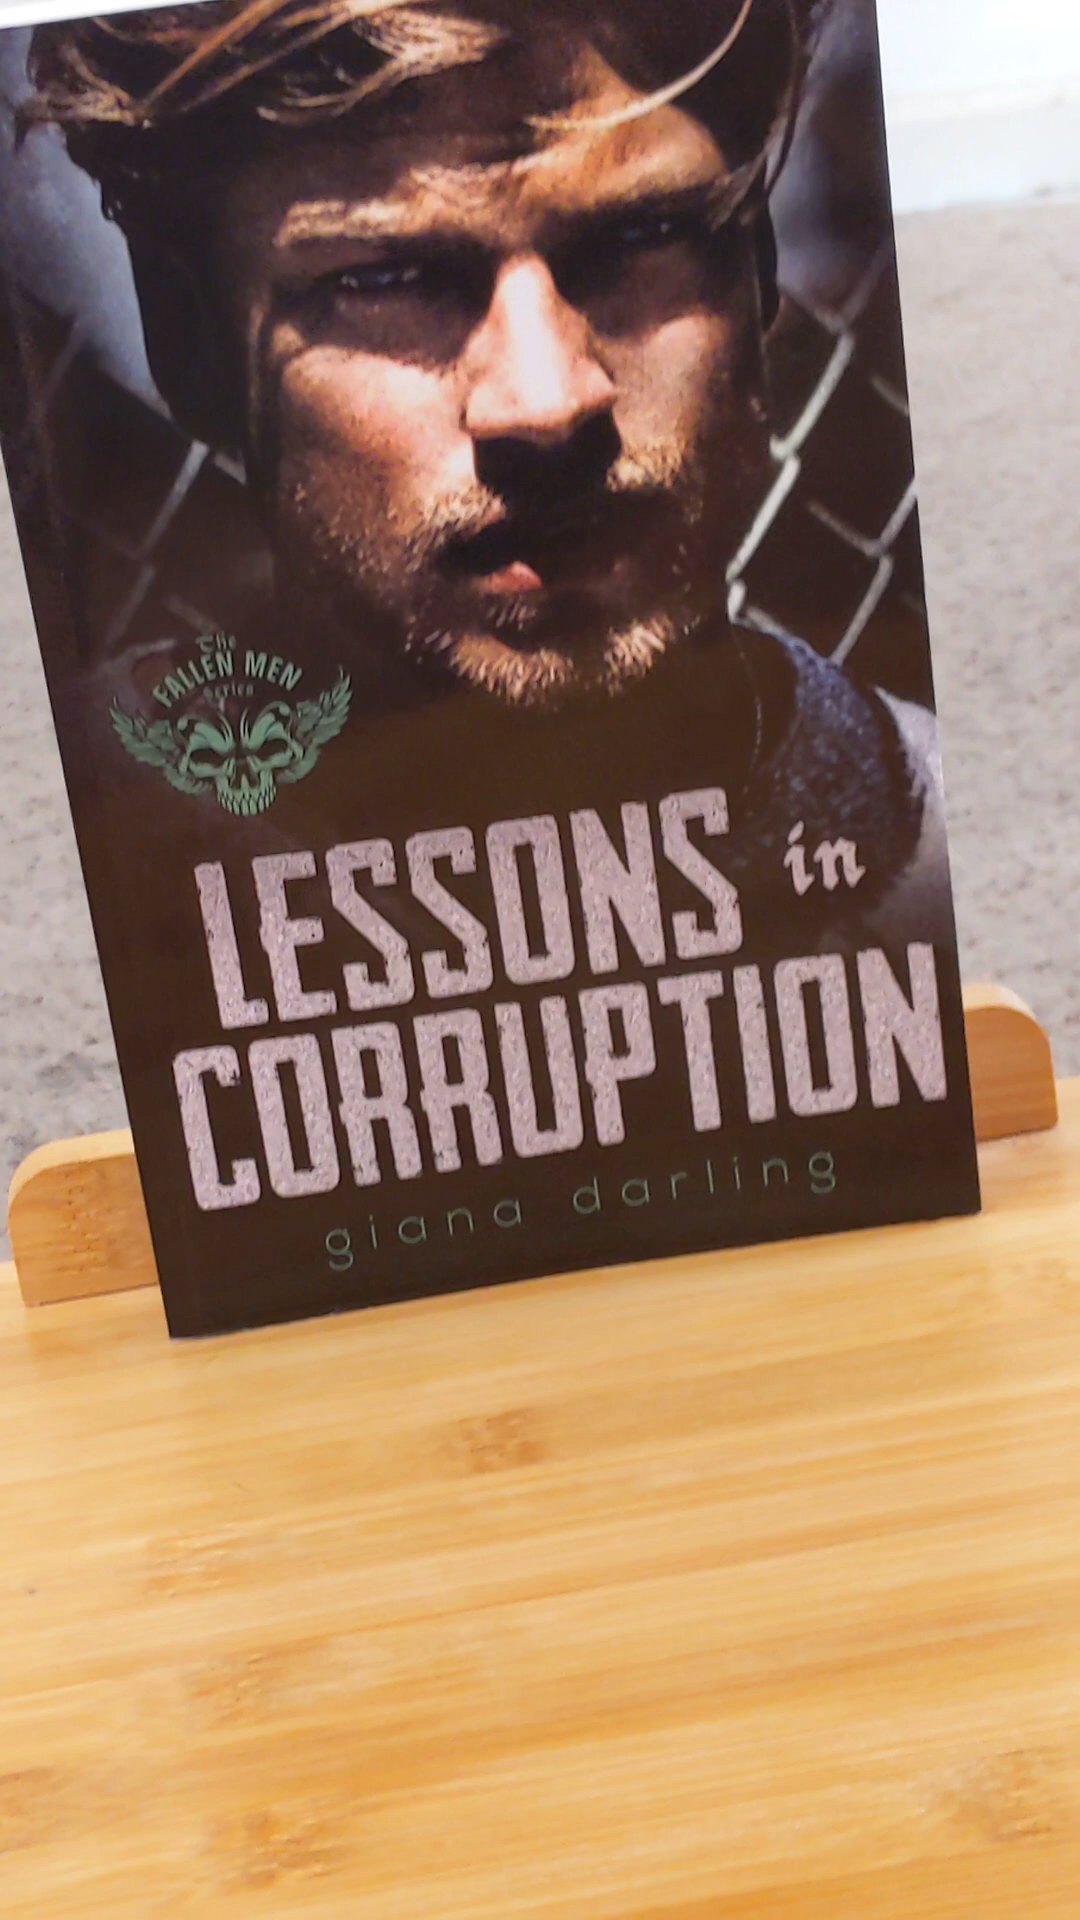 The
FALLEN MEN
Series
LESSONS in
CORRUPTION
giana darling